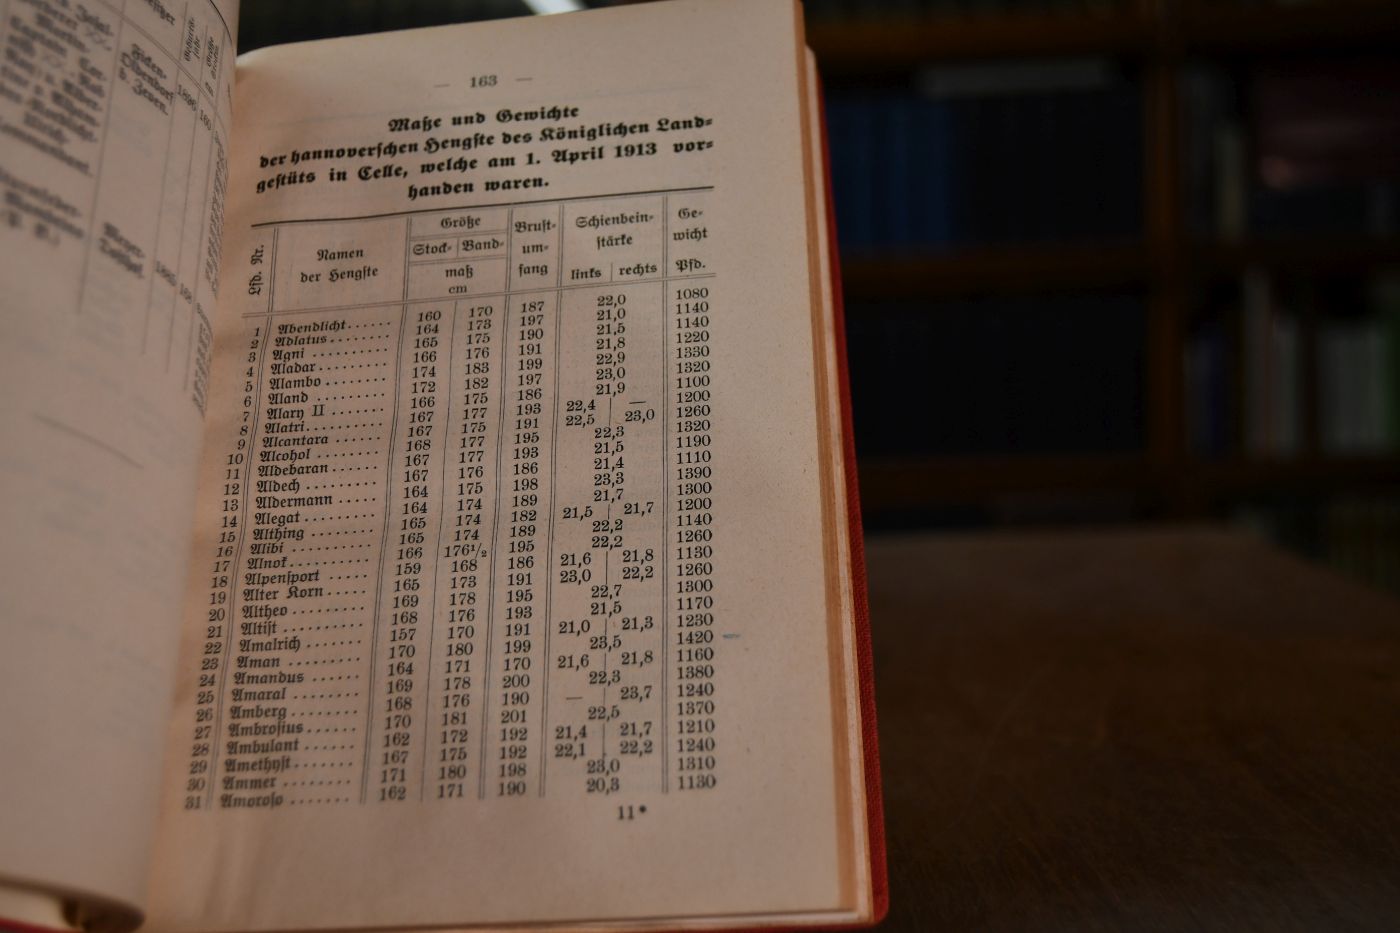 Ficken-
Oldendorf
b. Zeven.
1896
160
Meyer-
— 163 —
Maße und Gewichte
der hannoverschen Hengste des Königlichen Land-
gestüts in Celle, welche am 1. April 1913 vor-
handen waren.
Lfd. Nr. Namen der Hengste Größe Stock- Band- maß cm Brust- um- fang Schienbein- stärke links rechts Ge- wicht Pfd.
1 Abendlicht...... 160 170 187 22,0 1080
2 Adlatus........ 164 173 197 21,0 1140
3 Agni .......... 165 175 190 21,5 1140
4 Aladar......... 166 176 191 21,8 1220
5 Alambo........ 174 183 199 22,9 1330
6 Aland ......... 172 182 197 23,0 1320
7 Alary II ....... 166 175 186 21,9 1100
8 Alatri.......... 167 177 193 22,4 — 1200
9 Alcantara ...... 167 175 191 22,5 23,0 1260
10 Alcohol ........ 168 177 195 22,3 1320
11 Aldebaran...... 167 177 193 21,5 1190
12 Aldech......... 167 176 186 21,4 1110
13 Aldermann ..... 164 175 198 23,3 1390
14 Alegat ......... 164 174 189 21,7 1300
15 Althing ........ 165 174 182 21,5 21,7 1200
16 Alibi .......... 165 174 189 22,2 1140
17 Alnok.......... 166 176½ 195 22,2 1260
18 Alpensport ..... 159 168 186 21,6 21,8 1130
19 Alter Korn..... 165 173 191 23,0 22,2 1260
20 Altheo ......... 169 178 195 22,7 1300
21 Altist .......... 168 176 193 21,5 1170
22 Amalrich ...... 157 170 191 21,0 21,3 1230
23 Aman ......... 170 180 199 23,5 1420
24 Amandus ...... 164 171 170 21,6 21,8 1160
25 Amaral ........ 169 178 200 22,3 1380
26 Amberg ........ 168 176 190 — 23,7 1240
27 Ambrosius...... 170 181 201 22,5 1370
28 Ambulant ...... 162 172 192 21,4 21,7 1210
29 Amethyst....... 167 175 192 22,1 22,2 1240
30 Ammer ........ 171 180 198 23,0 1310
31 Amoroso ....... 162 171 190 20,3 1130
11*